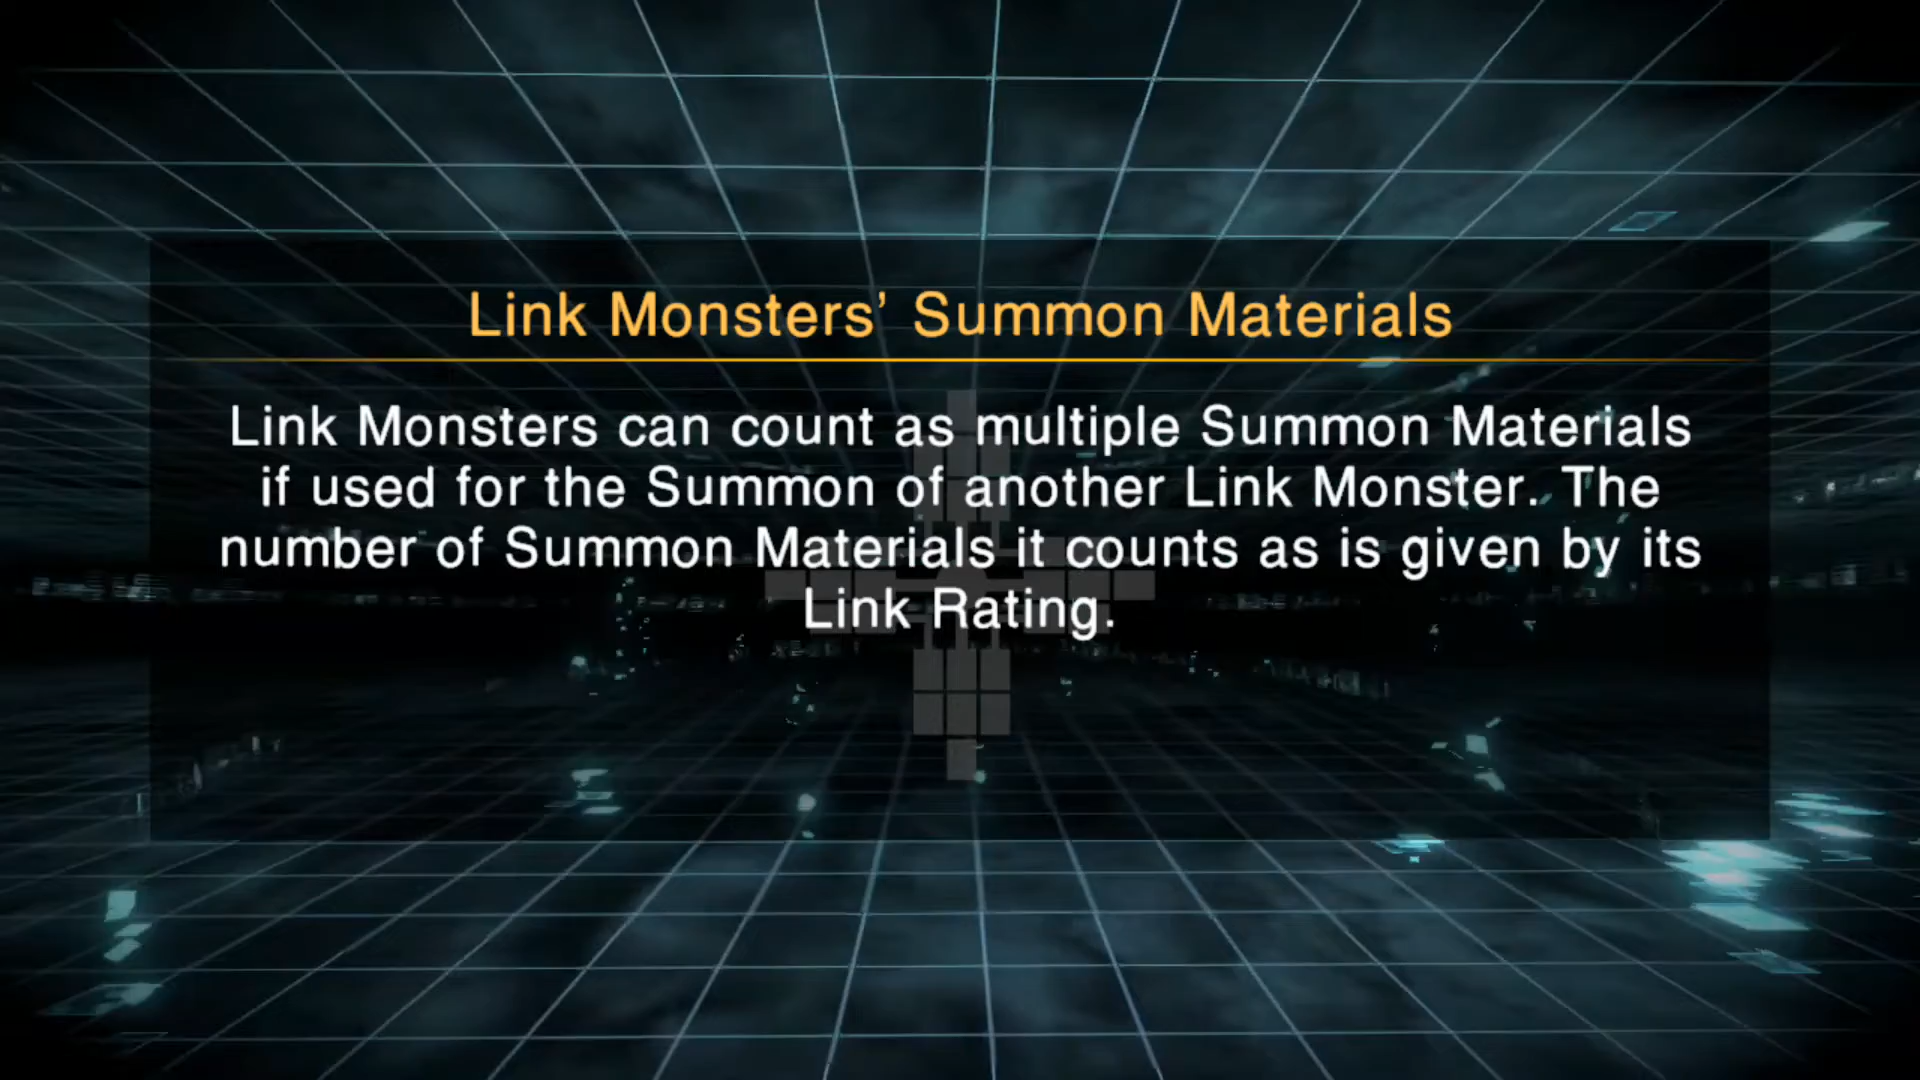 Link Monsters’ Summon Materials
Link Monsters can count as multiple Summon Materials
if used for the Summon of another Link Monster. The
number of Summon Materials it counts as is given by its
Link Rating.